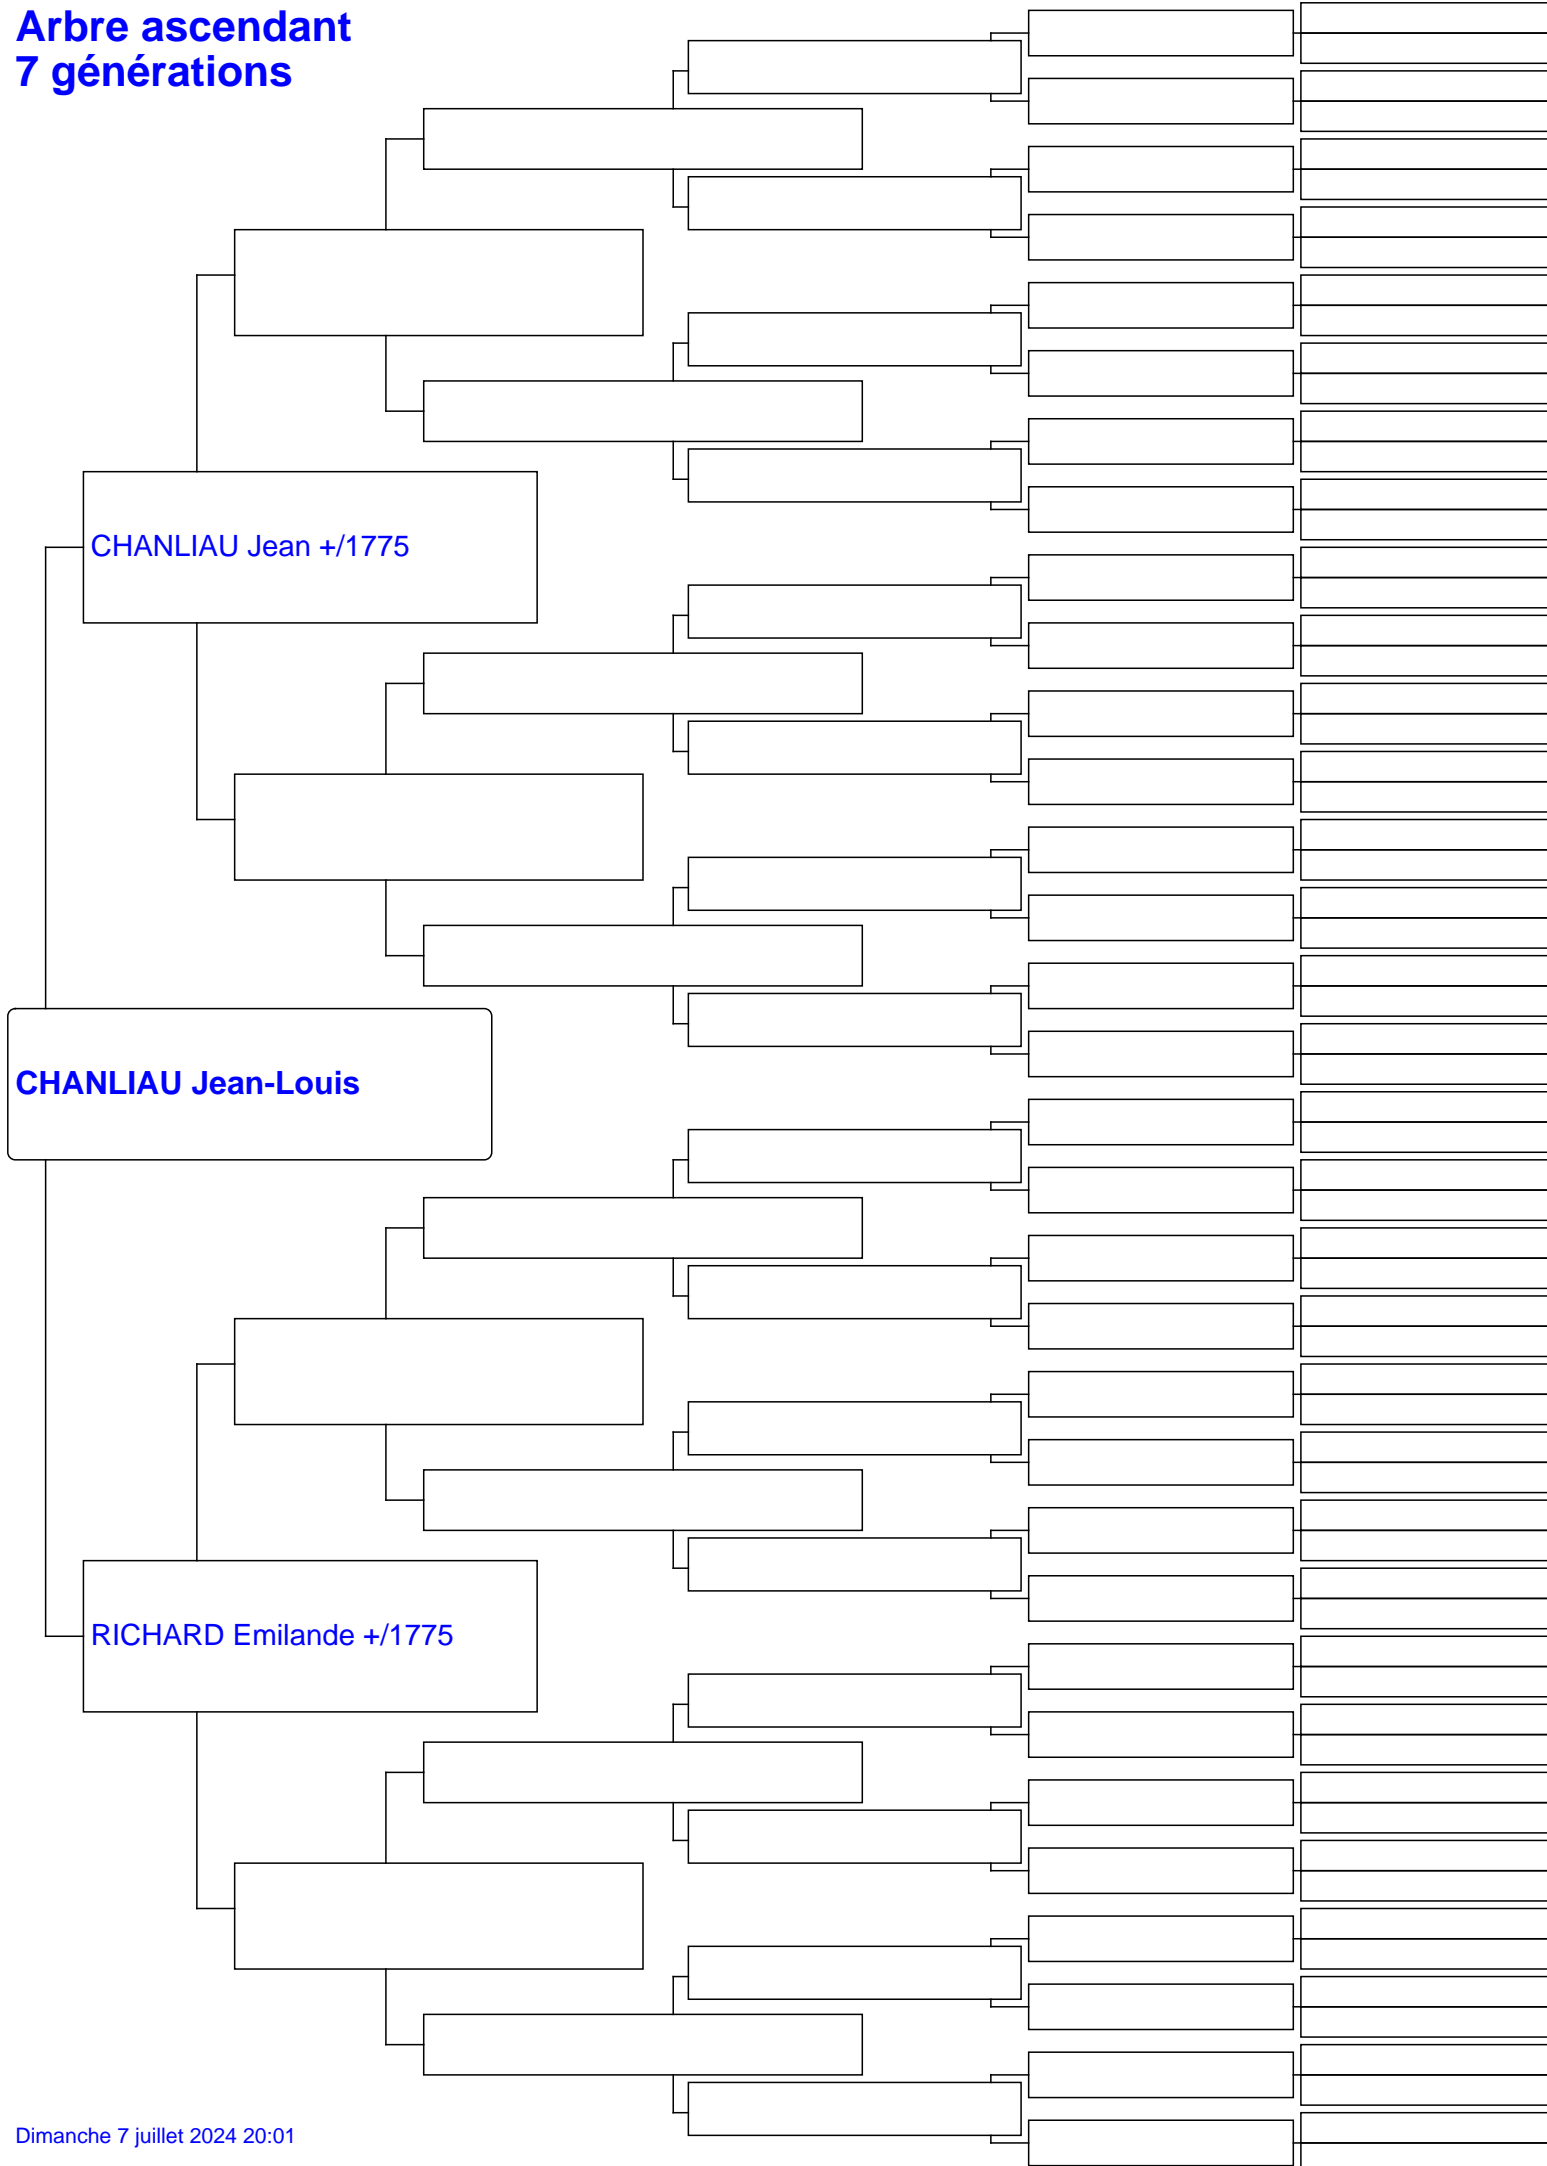 Arbre ascendant
7 générations
CHANLIAU Jean +/1775
CHANLIAU Jean-Louis
RICHARD Emilande +/1775
Dimanche 7 juillet 2024 20:01